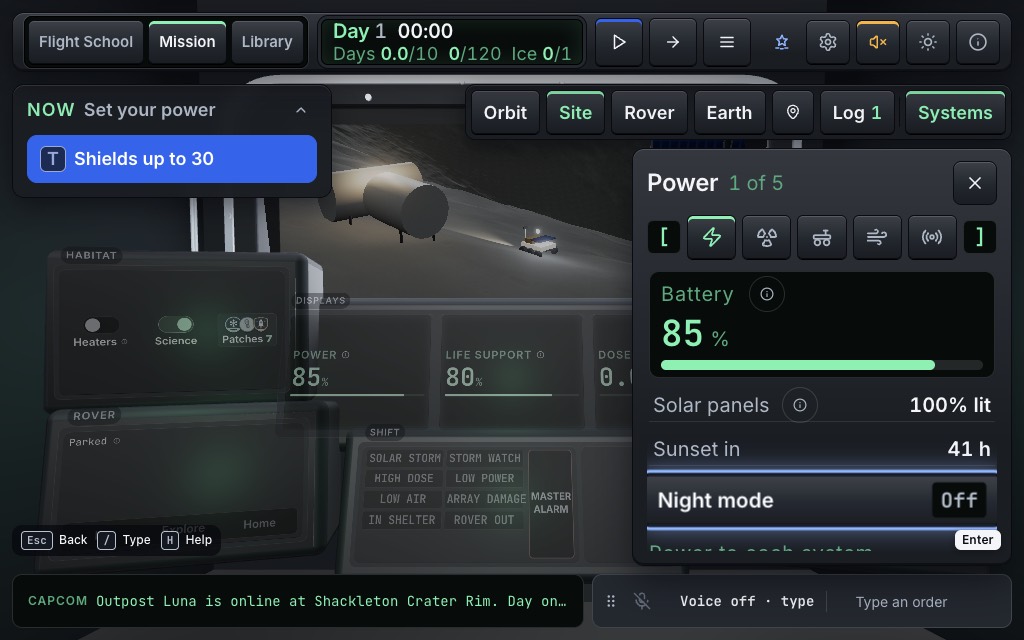 Flight School Mission Library
Day 1 00:00
Days 0.0/10 0/120 Ice 0/1
NOW Set your power
T Shields up to 30
Orbit Site Rover Earth Log 1 Systems
Power 1 of 5
[ ]
Battery
85 %
Solar panels 100% lit
Sunset in 41 h
Night mode Off
Enter
HABITAT
Heaters Science Patches 7
DISPLAYS
POWER LIFE SUPPORT DOSE
85% 80% 0.
ROVER
Parked
Explore Home
SHIFT
SOLAR STORM STORM WATCH
HIGH DOSE LOW POWER
LOW AIR ARRAY DAMAGE
IN SHELTER ROVER OUT
MASTER
ALARM
Esc Back / Type H Help
CAPCOM Outpost Luna is online at Shackleton Crater Rim. Day on…
Voice off · type Type an order